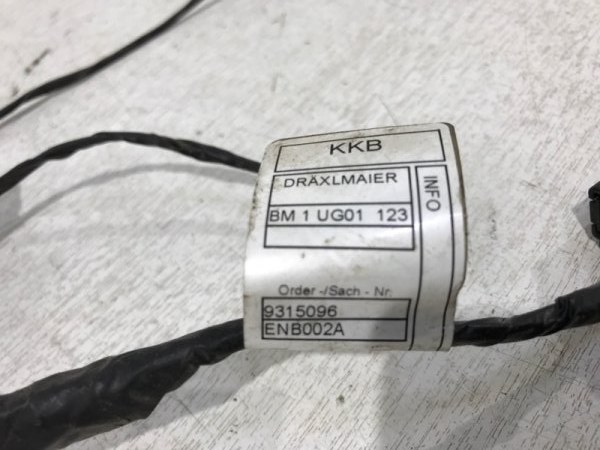 KKB
DRÄXLMAIER
BM 1 UG01 123
INFO
Order -/Sach - Nr.
9315096
ENB002A